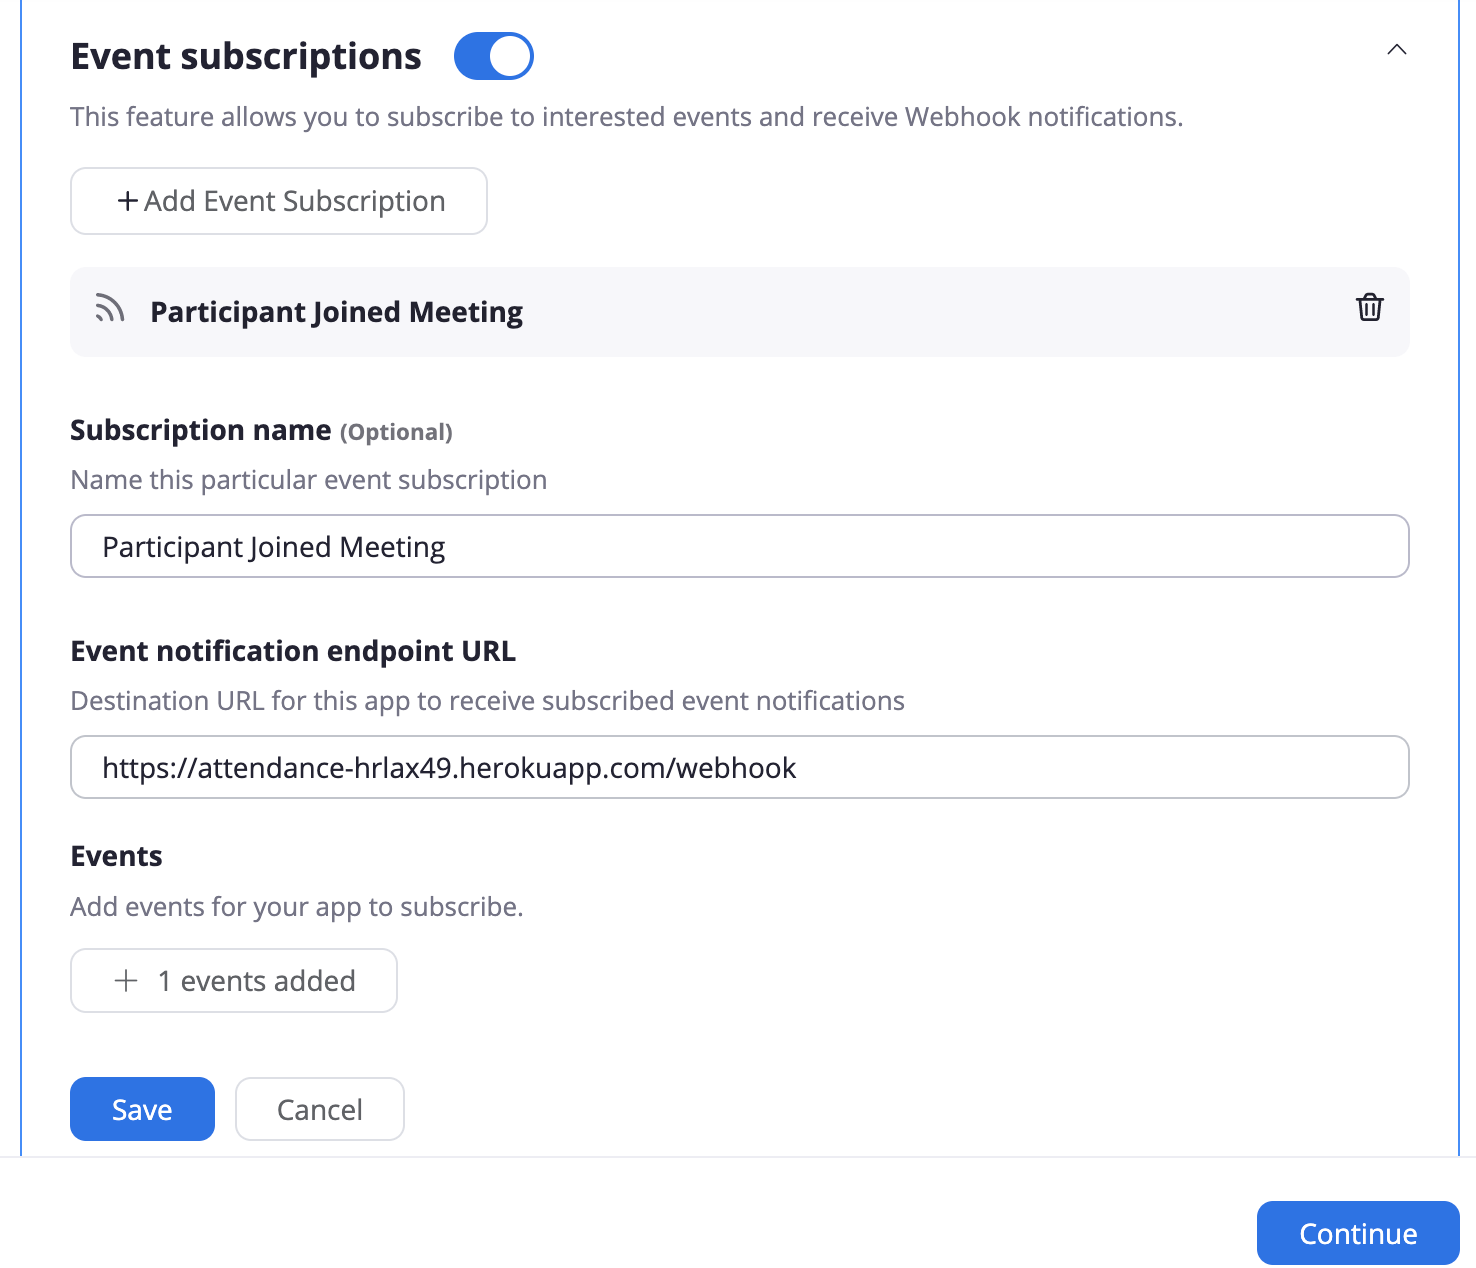 Event subscriptions
This feature allows you to subscribe to interested events and receive Webhook notifications.
+ Add Event Subscription
Participant Joined Meeting
Subscription name (Optional)
Name this particular event subscription
Participant Joined Meeting
Event notification endpoint URL
Destination URL for this app to receive subscribed event notifications
https://attendance-hrlax49.herokuapp.com/webhook
Events
Add events for your app to subscribe.
+ 1 events added
Save Cancel
Continue